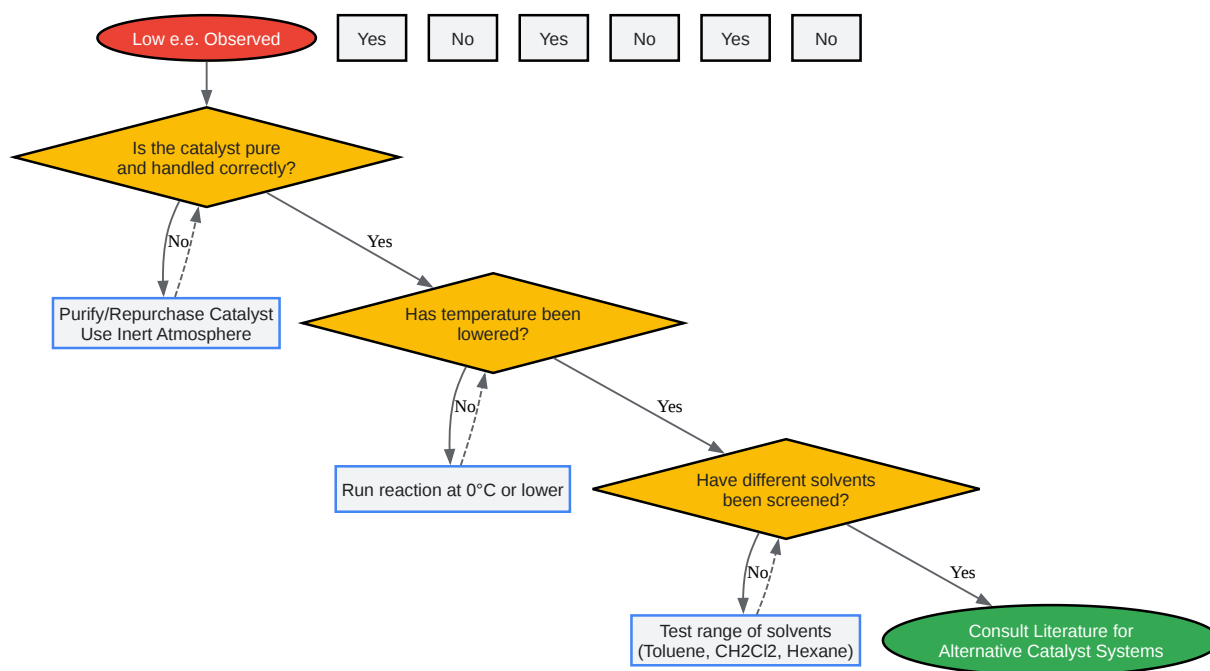 Low e.e. Observed
Yes
No
Yes
No
Yes
No
Is the catalyst pure
and handled correctly?
No
Yes
Purify/Repurchase Catalyst
Use Inert Atmosphere
Has temperature been
lowered?
No
Yes
Run reaction at 0°C or lower
Have different solvents
been screened?
No
Yes
Test range of solvents
(Toluene, CH2Cl2, Hexane)
Consult Literature for
Alternative Catalyst Systems